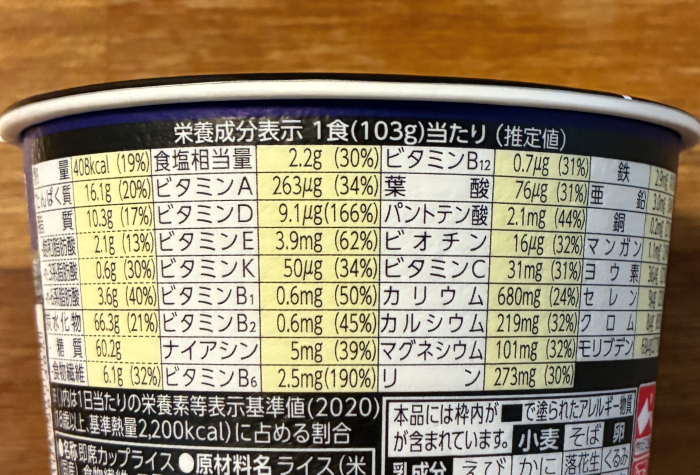 栄養成分表示 1食(103g)当たり (推定値)
量 408kcal (19%) 食塩相当量 2.2g (30%) ビタミンB12 0.7μg (31%) 鉄
たんぱく質 16.1g (20%) ビタミンA 263μg (34%) 葉酸 76μg (31%) 亜鉛
脂質 10.3g (17%) ビタミンD 9.1μg(166%) パントテン酸 2.1mg (44%) 銅
飽和脂肪酸 2.1g (13%) ビタミンE 3.9mg (62%) ビオチン 16μg (32%) マンガン
0.6g (30%) ビタミンK 50μg (34%) ビタミンC 31mg (31%) ヨウ素
3.6g (40%) ビタミンB1 0.6mg (50%) カリウム 680mg (24%) セレン
炭水化物 66.3g (21%) ビタミンB2 0.6mg (45%) カルシウム 219mg (32%) クロム
糖質 60.2g ナイアシン 5mg (39%) マグネシウム 101mg (32%) モリブデン
食物繊維 6.1g (32%) ビタミンB6 2.5mg(190%) リン 273mg (30%)
)内は1日当たりの栄養素等表示基準値(2020)
18歳以上、基準熱量2,200kcal)に占める割合
本品には枠内が■で塗られたアレルギー物質
が含まれています。 小麦 そば 卵
乳成分 えび かに 落花生 くるみ
●名称 即席カップライス ●原材料名 ライス(米